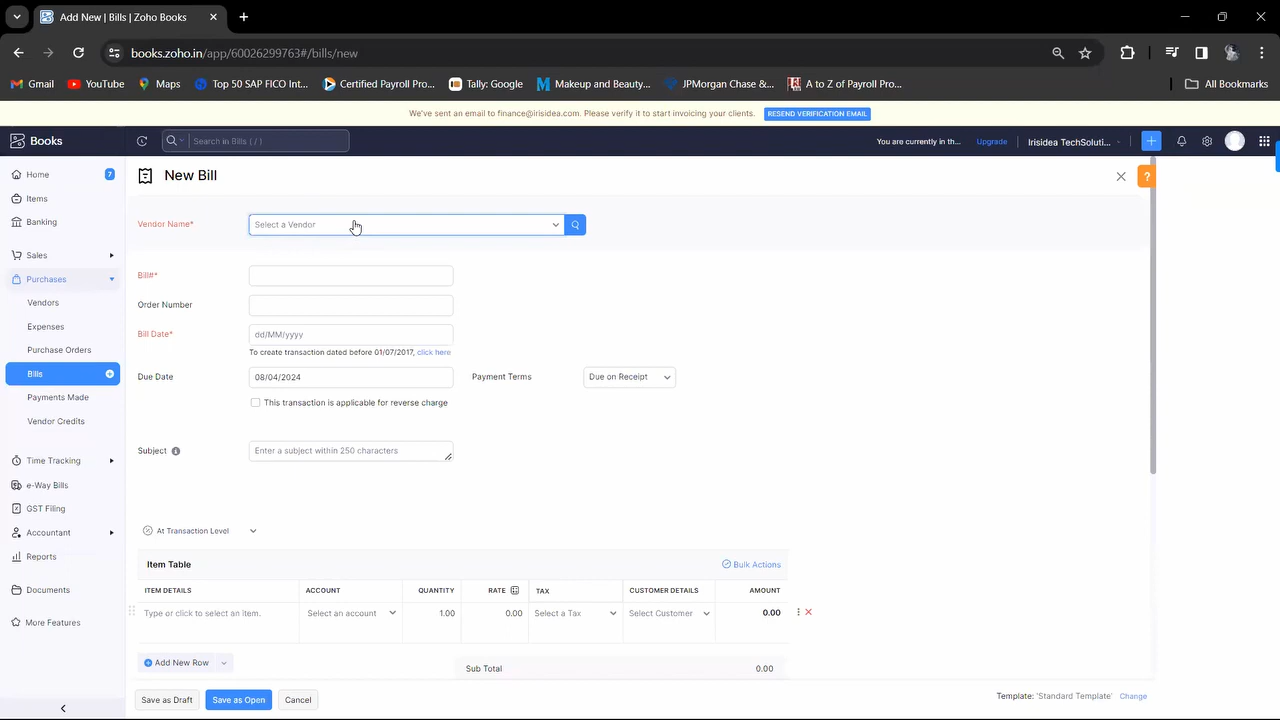 Add New | Bills | Zoho Books
books.zoho.in/app/60026299763#/bills/new
Gmail YouTube Maps Top 50 SAP FICO Int... Certified Payroll Pro... Tally: Google Makeup and Beauty... JPMorgan Chase &... A to Z of Payroll Pro... All Bookmarks
We've sent an email to finance@irisidea.com. Please verify it to start invoicing your clients. RESEND VERIFICATION EMAIL
Books Search in Bills ( / ) You are currently in th... Upgrade Irisidea TechSoluti...
Home 7
Items
Banking
Sales
Purchases
Vendors
Expenses
Purchase Orders
Bills
Payments Made
Vendor Credits
Time Tracking
e-Way Bills
GST Filing
Accountant
Reports
Documents
More Features
New Bill
?
Vendor Name* Select a Vendor
Bill#*
Order Number
Bill Date* dd/MM/yyyy
To create transaction dated before 01/07/2017, click here
Due Date 08/04/2024 Payment Terms Due on Receipt
This transaction is applicable for reverse charge
Subject Enter a subject within 250 characters
At Transaction Level
Item Table Bulk Actions
ITEM DETAILS ACCOUNT QUANTITY RATE TAX CUSTOMER DETAILS AMOUNT
Type or click to select an item. Select an account 1.00 0.00 Select a Tax Select Customer 0.00
Add New Row
Sub Total 0.00
Save as Draft Save as Open Cancel Template: 'Standard Template' Change